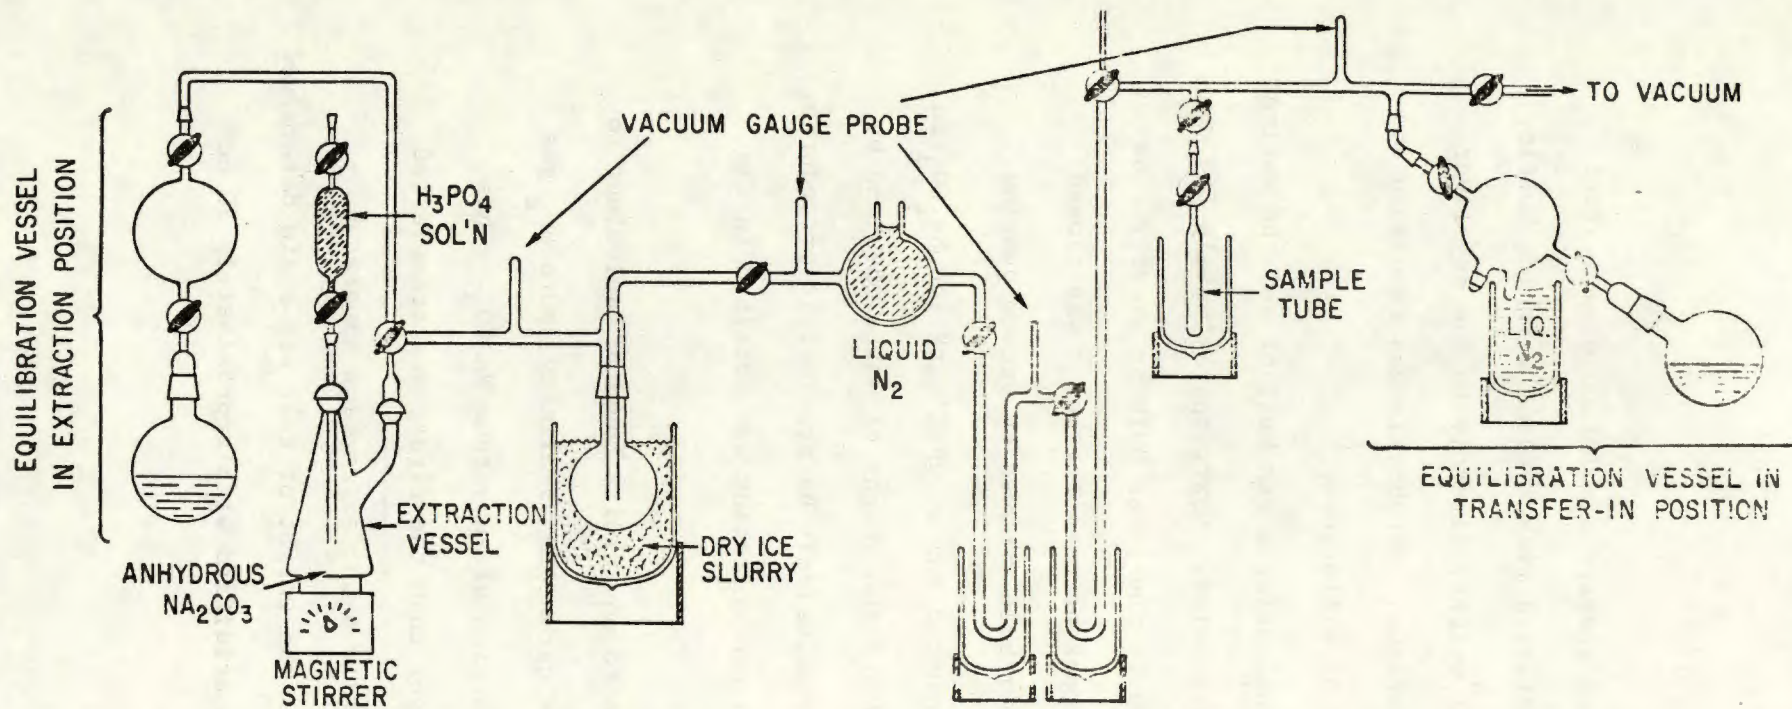 EQUILIBRATION VESSEL
IN EXTRACTION POSITION
H₃PO₄
SOL'N
VACUUM GAUGE PROBE
TO VACUUM
LIQUID
N₂
SAMPLE
TUBE
LIQ.
N₂
EXTRACTION
VESSEL
DRY ICE
SLURRY
ANHYDROUS
NA₂CO₃
MAGNETIC
STIRRER
EQUILIBRATION VESSEL IN
TRANSFER-IN POSITION